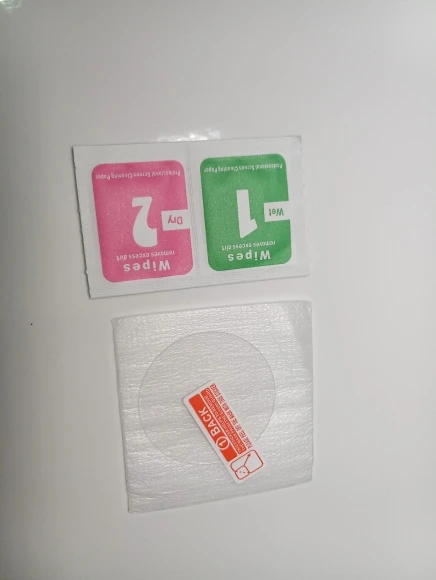 Wipes
removes excess dirt
1
Wet
Professional Screen Cleaning Paper
Wipes
removes excess dirt
2
Dry
Professional Screen Cleaning Paper
1 BACK